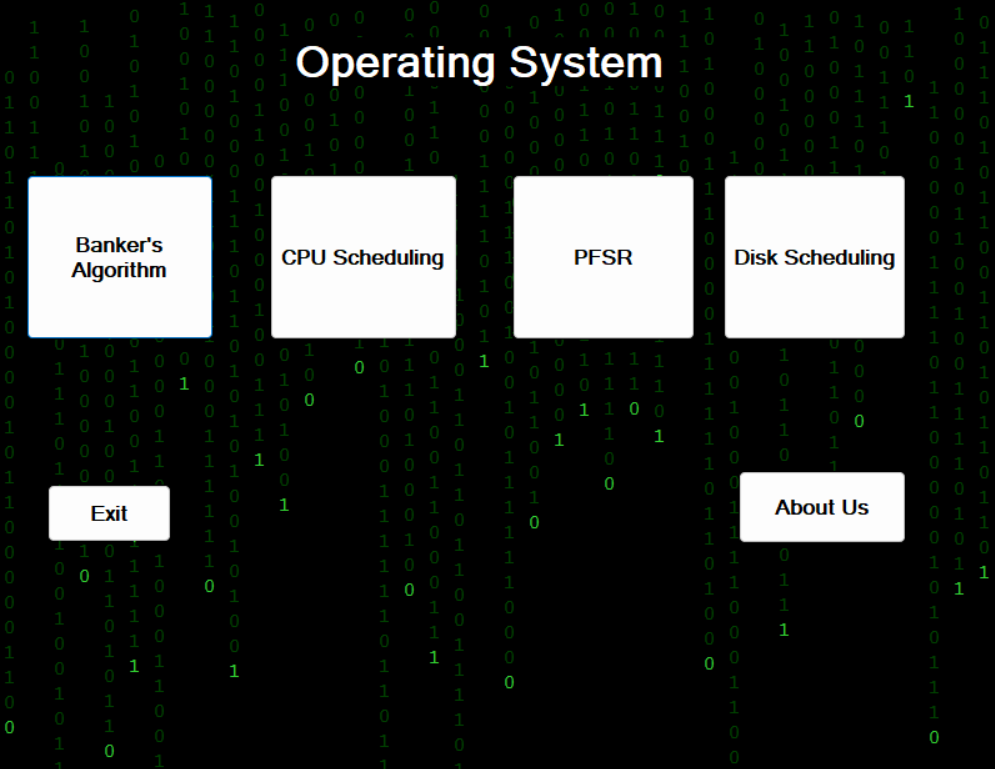 Operating System
Banker's
Algorithm
CPU Scheduling
PFSR
Disk Scheduling
Exit
About Us